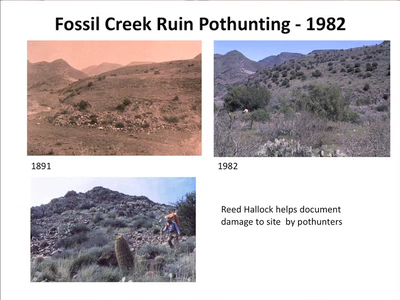 Fossil Creek Ruin Pothunting - 1982
1891
1982
Reed Hallock helps document
damage to site by pothunters